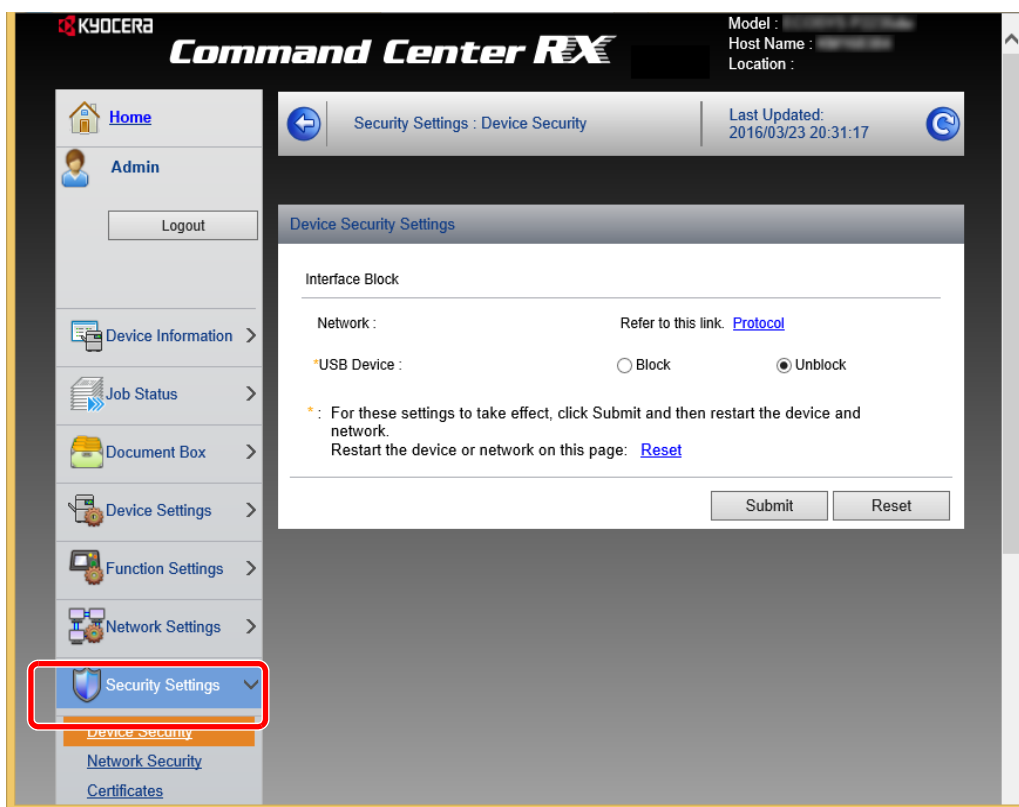 KYOCERA
Command Center RX
Model :
Host Name :
Location :
Home
Admin
Logout
Device Information
Job Status
Document Box
Device Settings
Function Settings
Network Settings
Security Settings
Device Security
Network Security
Certificates
Security Settings : Device Security
Last Updated:
2016/03/23 20:31:17
Device Security Settings
Interface Block
Network :
Refer to this link. Protocol
*USB Device :
Block
Unblock
* : For these settings to take effect, click Submit and then restart the device and
network.
Restart the device or network on this page: Reset
Submit
Reset